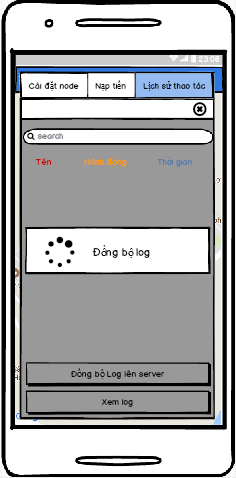 23:08
Cài đặt node Nạp tiền Lịch sử thao tác
search
Tên Hành động Thời gian
Đồng bộ log
Đồng bộ Log lên server
Xem log